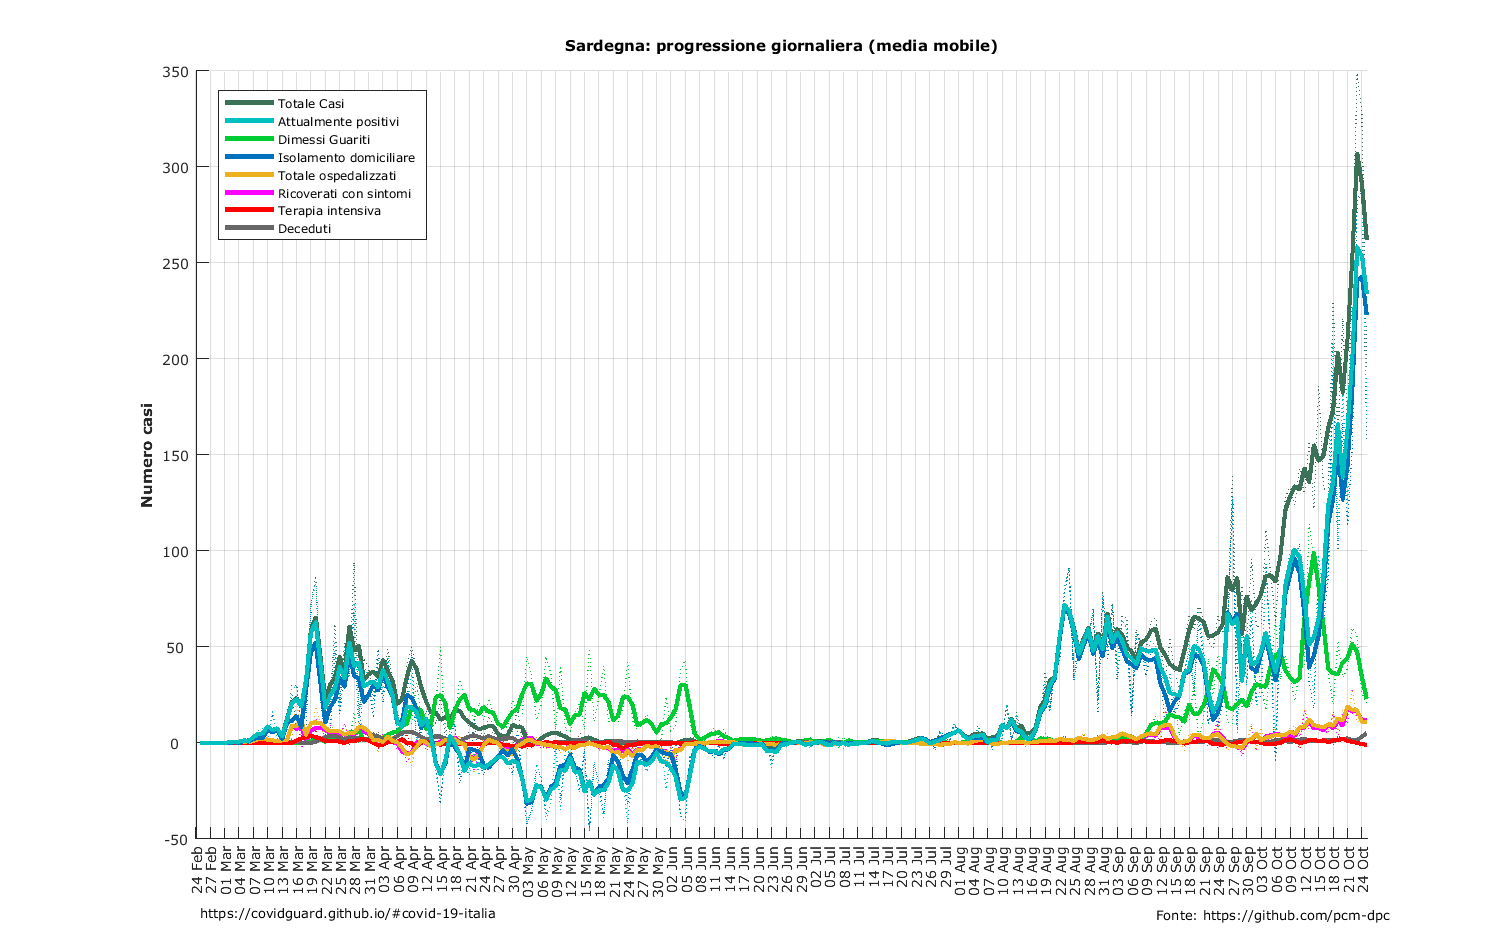 Sardegna: progressione giornaliera (media mobile)
350
300
250
200
150
100
50
0
-50
Numero casi
Totale Casi
Attualmente positivi
Dimessi Guariti
Isolamento domiciliare
Totale ospedalizzati
Ricoverati con sintomi
Terapia intensiva
Deceduti
24 Feb
27 Feb
01 Mar
04 Mar
07 Mar
10 Mar
13 Mar
16 Mar
19 Mar
22 Mar
25 Mar
28 Mar
31 Mar
03 Apr
06 Apr
09 Apr
12 Apr
15 Apr
18 Apr
21 Apr
24 Apr
27 Apr
30 Apr
03 May
06 May
09 May
12 May
15 May
18 May
21 May
24 May
27 May
30 May
02 Jun
05 Jun
08 Jun
11 Jun
14 Jun
17 Jun
20 Jun
23 Jun
26 Jun
29 Jun
02 Jul
05 Jul
08 Jul
11 Jul
14 Jul
17 Jul
20 Jul
23 Jul
26 Jul
29 Jul
01 Aug
04 Aug
07 Aug
10 Aug
13 Aug
16 Aug
19 Aug
22 Aug
25 Aug
28 Aug
31 Aug
03 Sep
06 Sep
09 Sep
12 Sep
15 Sep
18 Sep
21 Sep
24 Sep
27 Sep
30 Sep
03 Oct
06 Oct
09 Oct
12 Oct
15 Oct
18 Oct
21 Oct
24 Oct
https://covidguard.github.io/#covid-19-italia
Fonte: https://github.com/pcm-dpc